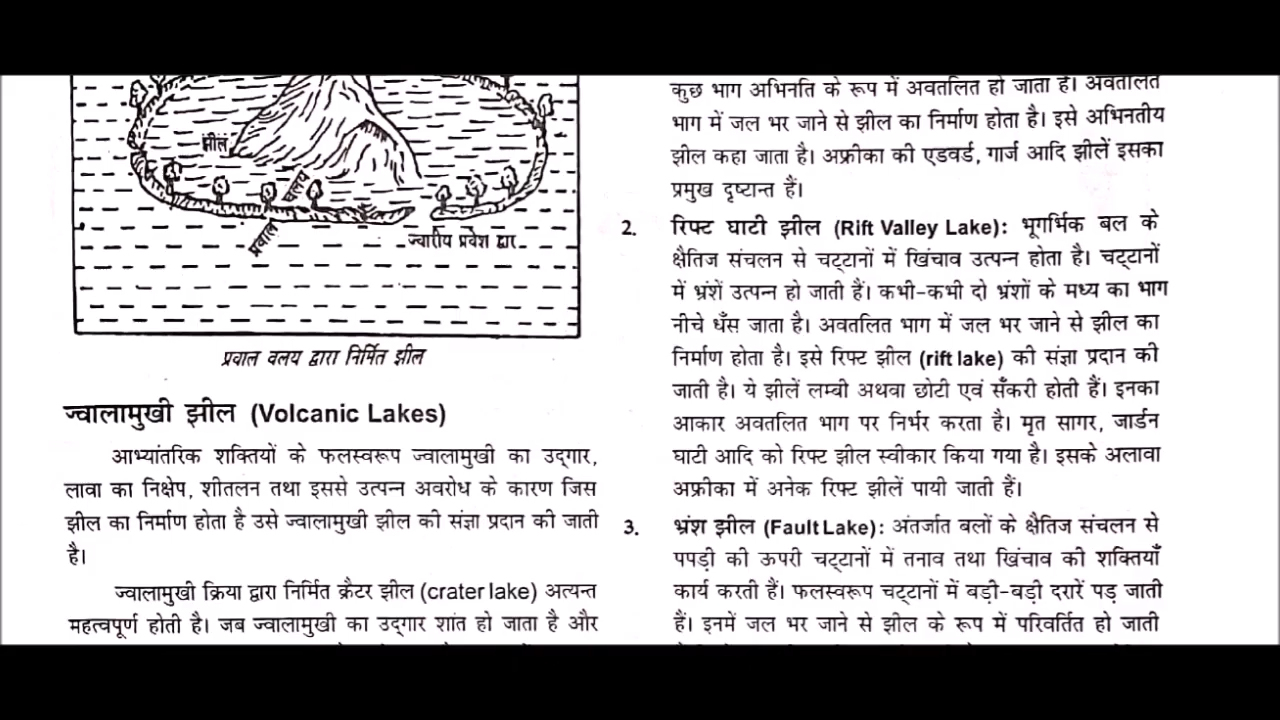 झील
प्रवाल
वलय
ज्वारीय प्रवेश द्वार
प्रवाल वलय द्वारा निर्मित झील
ज्वालामुखी झील (Volcanic Lakes)
आभ्यांतरिक शक्तियों के फलस्वरूप ज्वालामुखी का उद्गार,
लावा का निक्षेप, शीतलन तथा इससे उत्पन्न अवरोध के कारण जिस
झील का निर्माण होता है उसे ज्वालामुखी झील की संज्ञा प्रदान की जाती
है।
ज्वालामुखी क्रिया द्वारा निर्मित क्रैटर झील (crater lake) अत्यन्त
महत्वपूर्ण होती है। जब ज्वालामुखी का उद्गार शांत हो जाता है और
कुछ भाग अभिनति के रूप में अवतलित हो जाता है। अवतलित
भाग में जल भर जाने से झील का निर्माण होता है। इसे अभिनतीय
झील कहा जाता है। अफ्रीका की एडवर्ड, गार्ज आदि झीलें इसका
प्रमुख दृष्टान्त हैं।
2. रिफ्ट घाटी झील (Rift Valley Lake): भूगर्भिक बल के
क्षैतिज संचलन से चट्टानों में खिंचाव उत्पन्न होता है। चट्टानों
में भ्रंशें उत्पन्न हो जाती हैं। कभी-कभी दो भ्रंशों के मध्य का भाग
नीचे धँस जाता है। अवतलित भाग में जल भर जाने से झील का
निर्माण होता है। इसे रिफ्ट झील (rift lake) की संज्ञा प्रदान की
जाती है। ये झीलें लम्बी अथवा छोटी एवं सँकरी होती हैं। इनका
आकार अवतलित भाग पर निर्भर करता है। मृत सागर, जार्डन
घाटी आदि को रिफ्ट झील स्वीकार किया गया है। इसके अलावा
अफ्रीका में अनेक रिफ्ट झीलें पायी जाती हैं।
3. भ्रंश झील (Fault Lake): अंतर्जात बलों के क्षैतिज संचलन से
पपड़ी की ऊपरी चट्टानों में तनाव तथा खिंचाव की शक्तियाँ
कार्य करती हैं। फलस्वरूप चट्टानों में बड़ी-बड़ी दरारें पड़ जाती
हैं। इनमें जल भर जाने से झील के रूप में परिवर्तित हो जाती